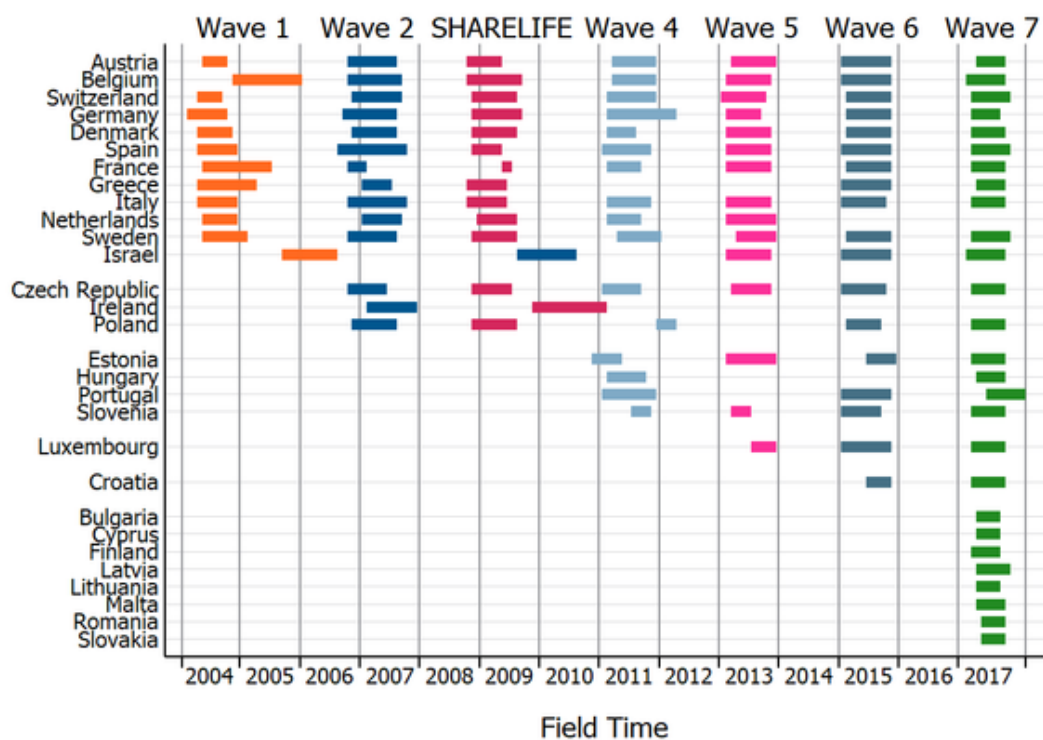 Wave 1 Wave 2 SHARELIFE Wave 4 Wave 5 Wave 6 Wave 7
Austria
Belgium
Switzerland
Germany
Denmark
Spain
France
Greece
Italy
Netherlands
Sweden
Israel
Czech Republic
Ireland
Poland
Estonia
Hungary
Portugal
Slovenia
Luxembourg
Croatia
Bulgaria
Cyprus
Finland
Latvia
Lithuania
Malta
Romania
Slovakia
2004 2005 2006 2007 2008 2009 2010 2011 2012 2013 2014 2015 2016 2017
Field Time